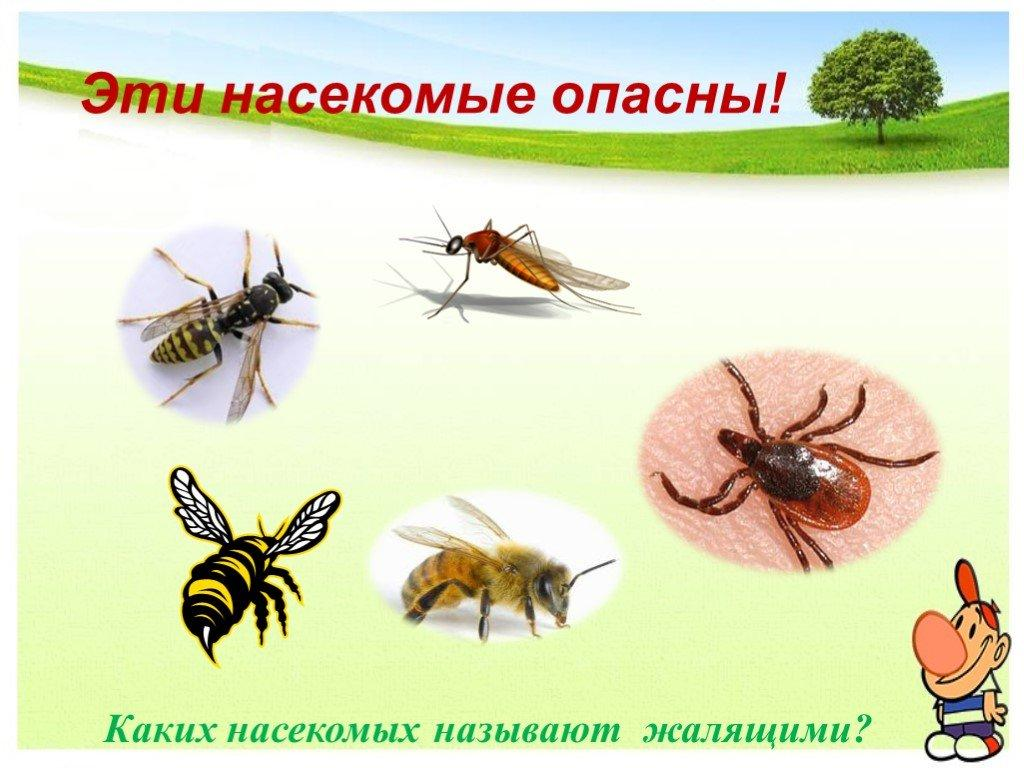 Эти насекомые опасны!
Каких насекомых называют жалящими?